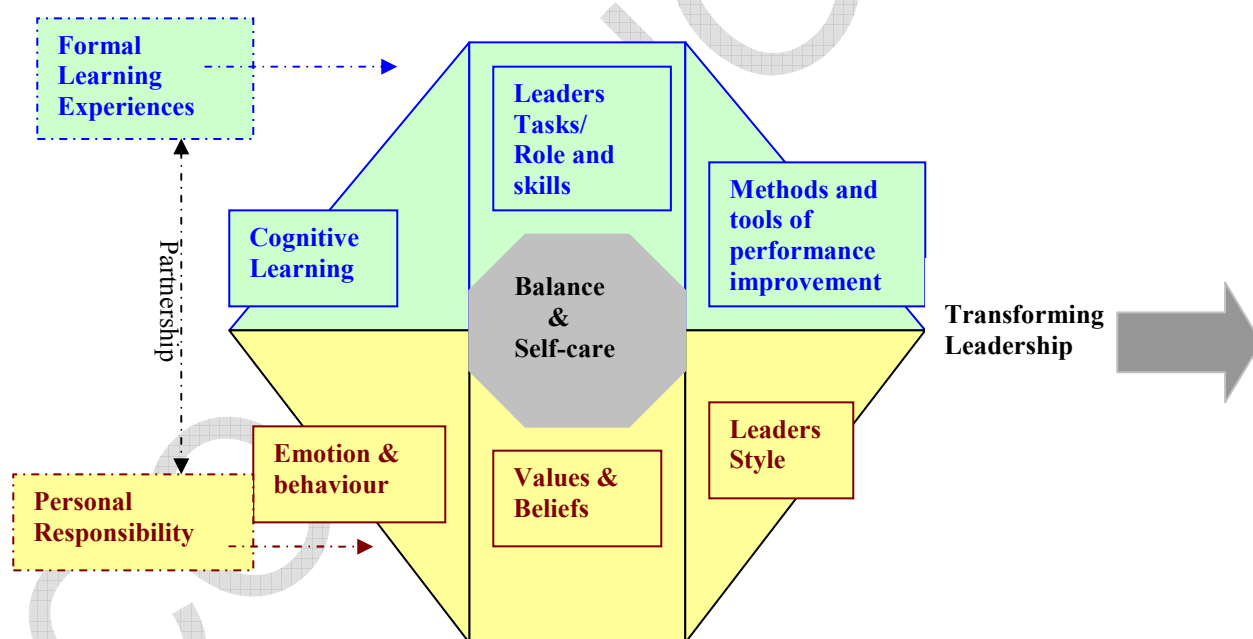 Formal
Learning
Experiences
Leaders
Tasks/
Role and
skills
Methods and
tools of
performance
improvement
Cognitive
Learning
Partnership
Balance
&
Self-care
Transforming
Leadership
Emotion &
behaviour
Values &
Beliefs
Leaders
Style
Personal
Responsibility